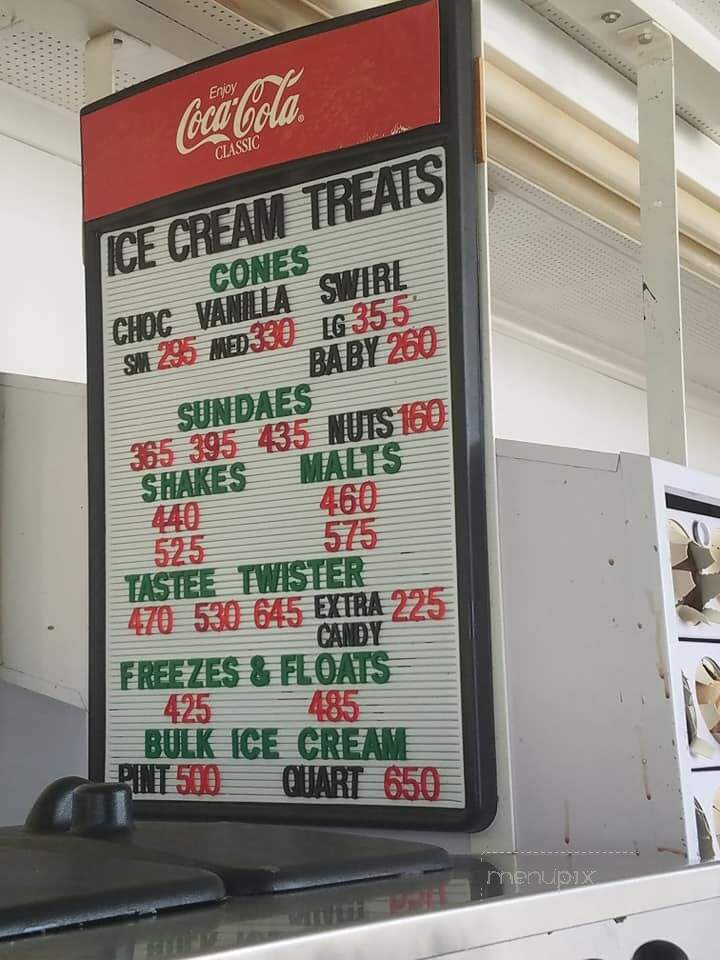 Enjoy
Coca-Cola®
CLASSIC
ICE CREAM TREATS
CONES
CHOC VANILLA SWIRL
SM 295 MED 330 LG 355
BABY 260
SUNDAES
365 395 435 NUTS 160
SHAKES MALTS
440 460
525 575
TASTEE TWISTER
470 530 645 EXTRA 225
CANDY
FREEZES & FLOATS
425 485
BULK ICE CREAM
PINT 500 QUART 650
menupix